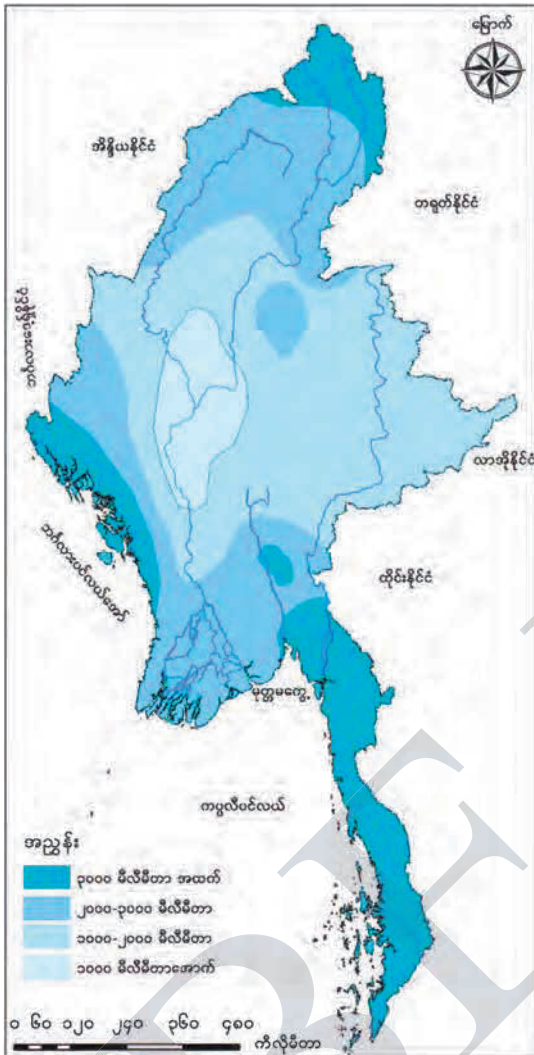 မြောက်
အိန္ဒိယနိုင်ငံ
တရုတ်နိုင်ငံ
ဘင်္ဂလားဒေ့ရှ်နိုင်ငံ
လာအိုနိုင်ငံ
ဘင်္ဂလားပင်လယ်အော်
ထိုင်းနိုင်ငံ
မုတ္တမကွေ့
ကပ္ပလီပင်လယ်
အညွှန်း
၃၀၀၀ မီလီမီတာ အထက်
၂၀၀၀-၃၀၀၀ မီလီမီတာ
၁၀၀၀-၂၀၀၀ မီလီမီတာ
၁၀၀၀ မီလီမီတာအောက်
၀ ၆၀ ၁၂၀ ၂၄၀ ၃၆၀ ၄၈၀
ကီလိုမီတာ